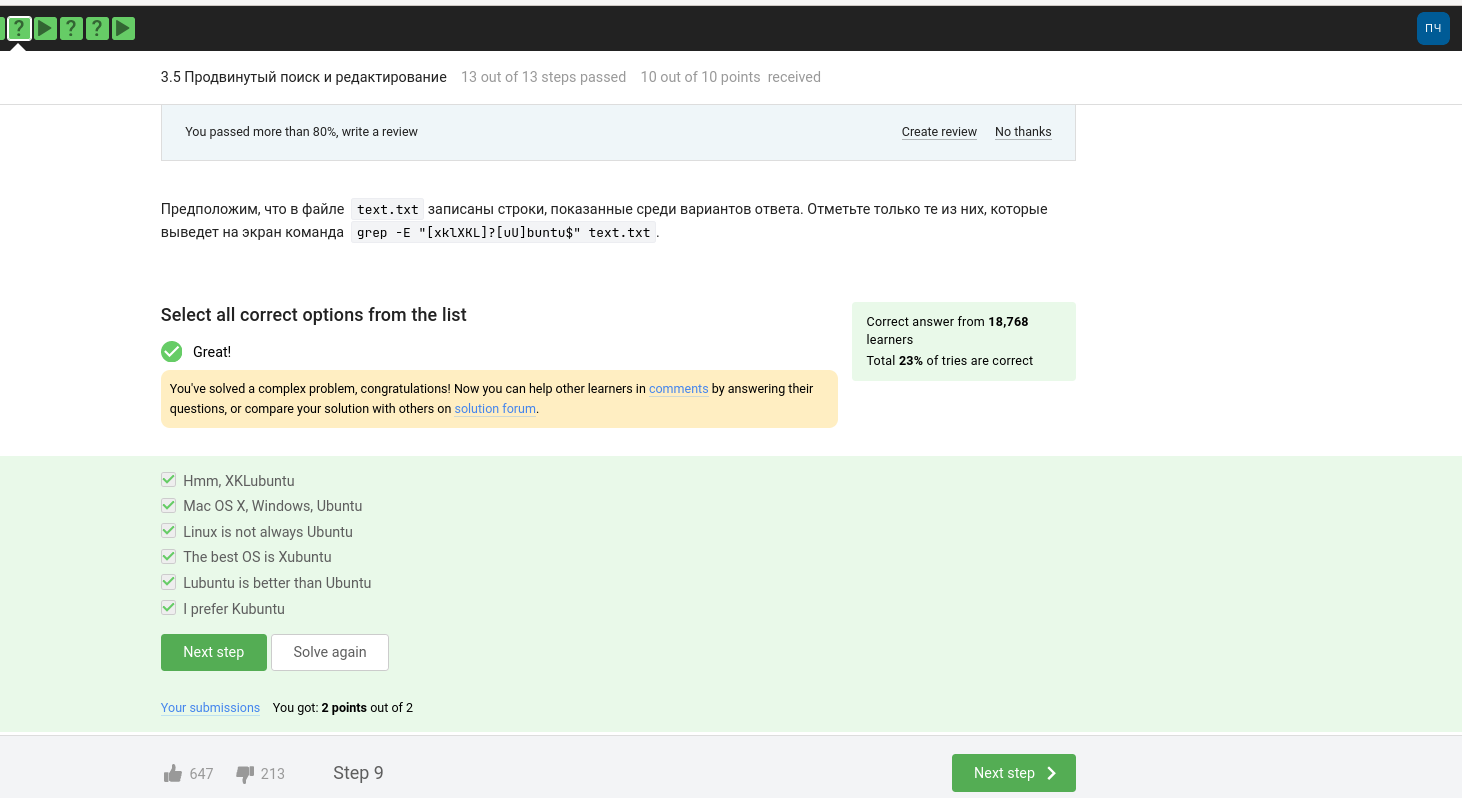 ? ? ?
ПЧ
3.5 Продвинутый поиск и редактирование 13 out of 13 steps passed 10 out of 10 points received
You passed more than 80%, write a review Create review No thanks
Предположим, что в файле text.txt записаны строки, показанные среди вариантов ответа. Отметьте только те из них, которые
выведет на экран команда grep -E "[xklXKL]?[uU]buntu$" text.txt .
Select all correct options from the list
Great!
You've solved a complex problem, congratulations! Now you can help other learners in comments by answering their
questions, or compare your solution with others on solution forum.
Correct answer from 18,768
learners
Total 23% of tries are correct
Hmm, XKLubuntu
Mac OS X, Windows, Ubuntu
Linux is not always Ubuntu
The best OS is Xubuntu
Lubuntu is better than Ubuntu
I prefer Kubuntu
Next step Solve again
Your submissions You got: 2 points out of 2
647 213 Step 9 Next step